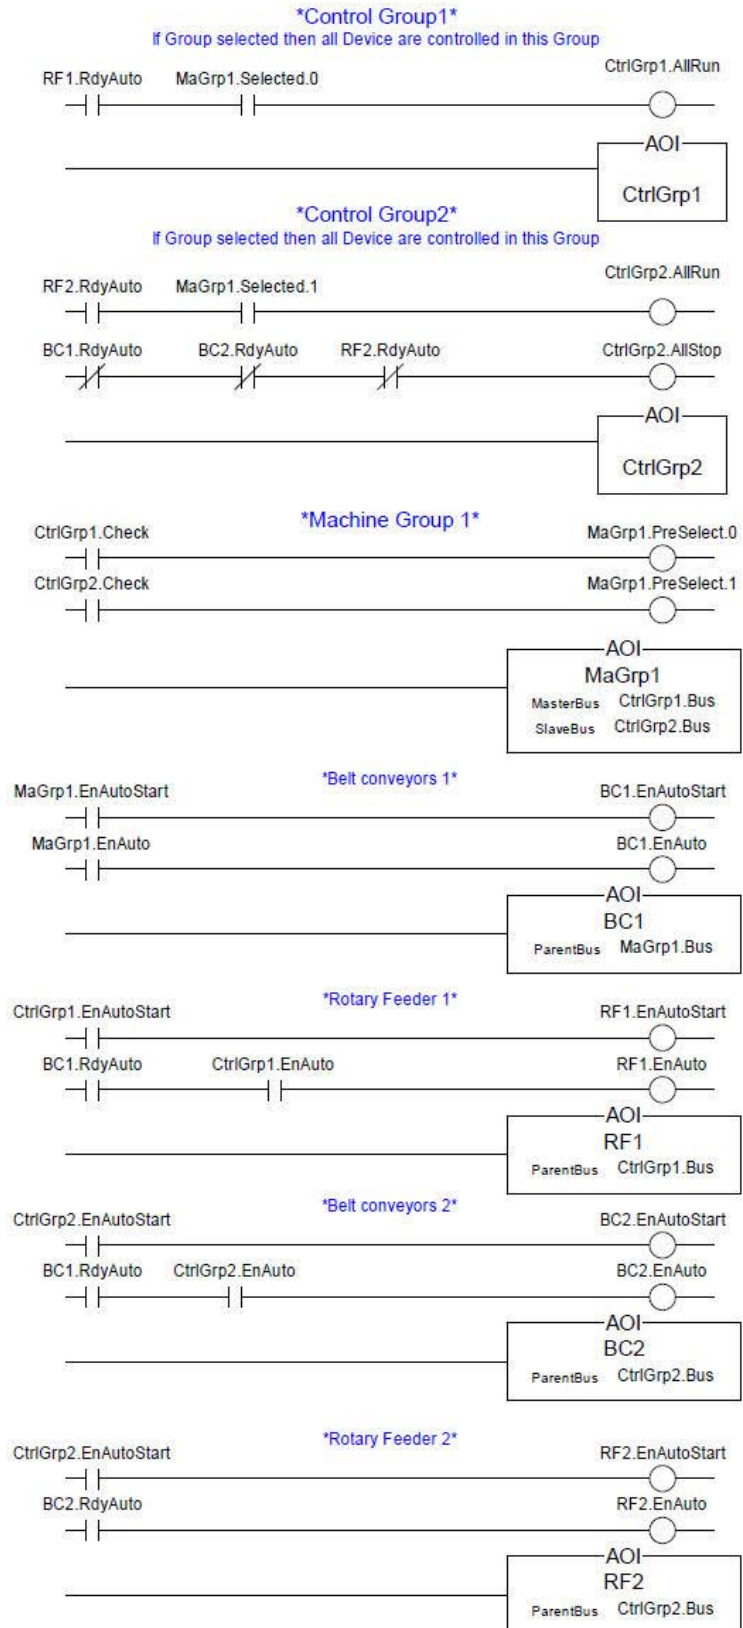 *Control Group1*
If Group selected then all Device are controlled in this Group
RF1.RdyAuto MaGrp1.Selected.0 CtrlGrp1.AllRun
AOI
CtrlGrp1
*Control Group2*
If Group selected then all Device are controlled in this Group
RF2.RdyAuto MaGrp1.Selected.1 CtrlGrp2.AllRun
BC1.RdyAuto BC2.RdyAuto RF2.RdyAuto CtrlGrp2.AllStop
AOI
CtrlGrp2
*Machine Group 1*
CtrlGrp1.Check MaGrp1.PreSelect.0
CtrlGrp2.Check MaGrp1.PreSelect.1
AOI
MaGrp1
MasterBus CtrlGrp1.Bus
SlaveBus CtrlGrp2.Bus
*Belt conveyors 1*
MaGrp1.EnAutoStart BC1.EnAutoStart
MaGrp1.EnAuto BC1.EnAuto
AOI
BC1
ParentBus MaGrp1.Bus
*Rotary Feeder 1*
CtrlGrp1.EnAutoStart RF1.EnAutoStart
BC1.RdyAuto CtrlGrp1.EnAuto RF1.EnAuto
AOI
RF1
ParentBus CtrlGrp1.Bus
*Belt conveyors 2*
CtrlGrp2.EnAutoStart BC2.EnAutoStart
BC1.RdyAuto CtrlGrp2.EnAuto BC2.EnAuto
AOI
BC2
ParentBus CtrlGrp2.Bus
*Rotary Feeder 2*
CtrlGrp2.EnAutoStart RF2.EnAutoStart
BC2.RdyAuto RF2.EnAuto
AOI
RF2
ParentBus CtrlGrp2.Bus